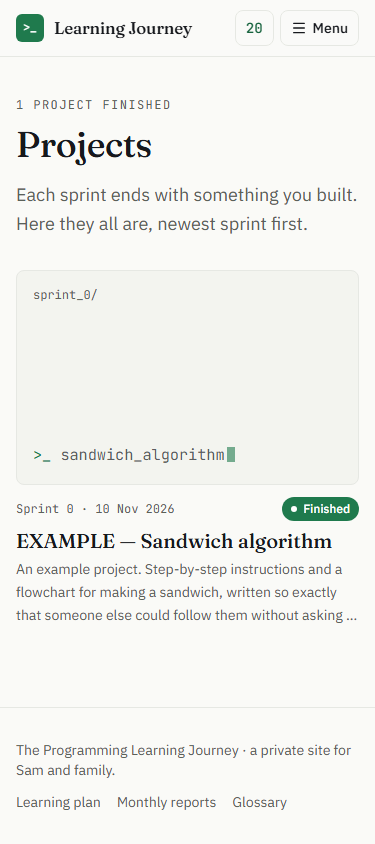 >_ Learning Journey 20 ☰ Menu
1 PROJECT FINISHED
Projects
Each sprint ends with something you built.
Here they all are, newest sprint first.
sprint_0/
>_ sandwich_algorithm
Sprint 0 · 10 Nov 2026 Finished
EXAMPLE — Sandwich algorithm
An example project. Step-by-step instructions and a
flowchart for making a sandwich, written so exactly
that someone else could follow them without asking ...
The Programming Learning Journey · a private site for
Sam and family.
Learning plan Monthly reports Glossary